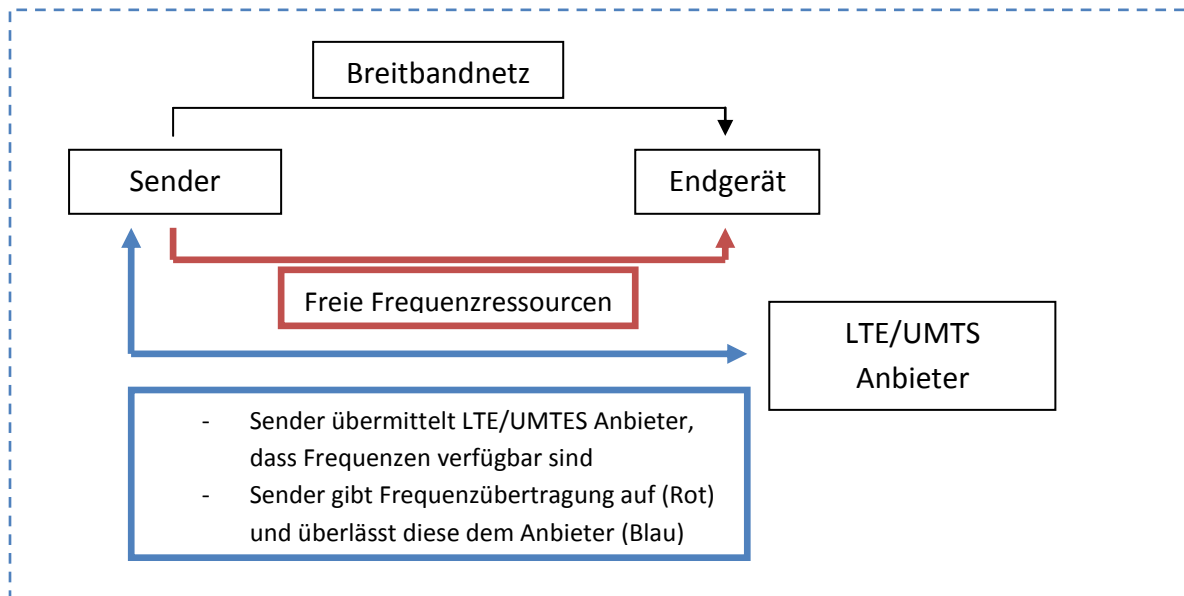 Breitbandnetz
Sender
Endgerät
Freie Frequenzressourcen
LTE/UMTS
Anbieter
- Sender übermittelt LTE/UMTES Anbieter,
dass Frequenzen verfügbar sind
- Sender gibt Frequenzübertragung auf (Rot)
und überlässt diese dem Anbieter (Blau)